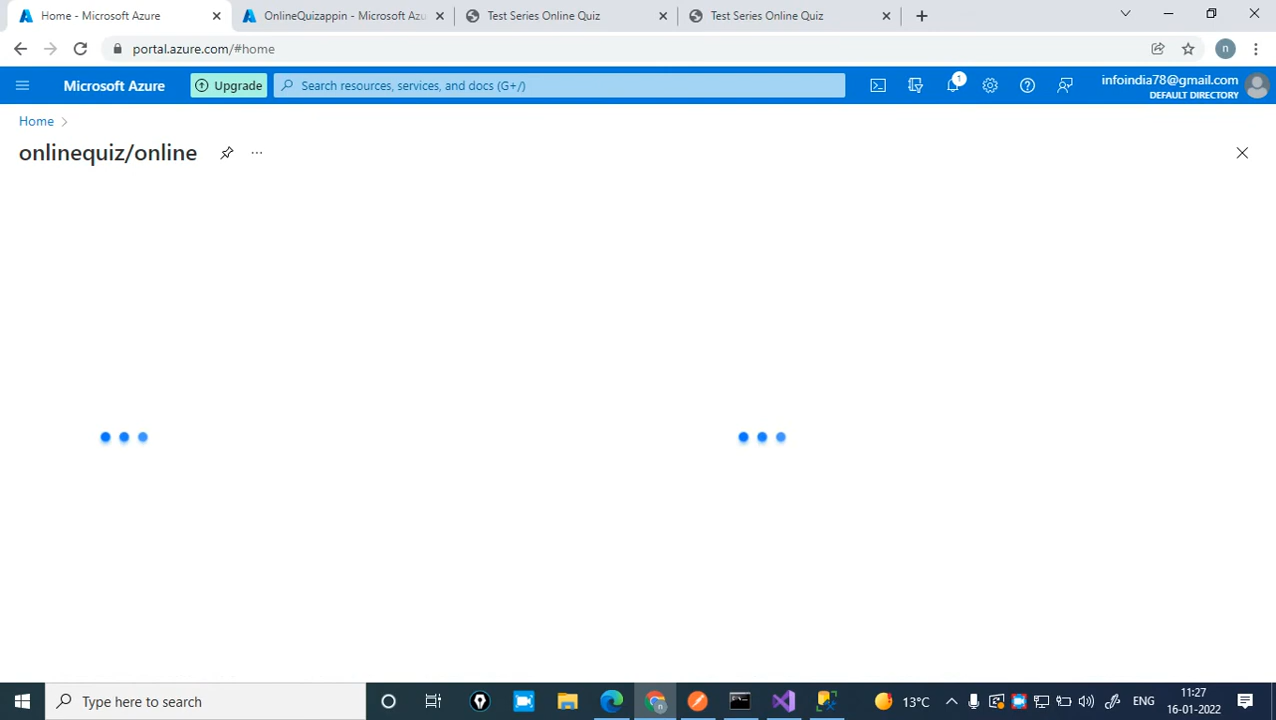 Home - Microsoft Azure
OnlineQuizappin - Microsoft Azu
Test Series Online Quiz
Test Series Online Quiz
portal.azure.com/#home
n
Microsoft Azure
Upgrade
Search resources, services, and docs (G+/)
1
infoindia78@gmail.com
DEFAULT DIRECTORY
Home
onlinequiz/online
Type here to search
13°C
ENG
11:27
16-01-2022